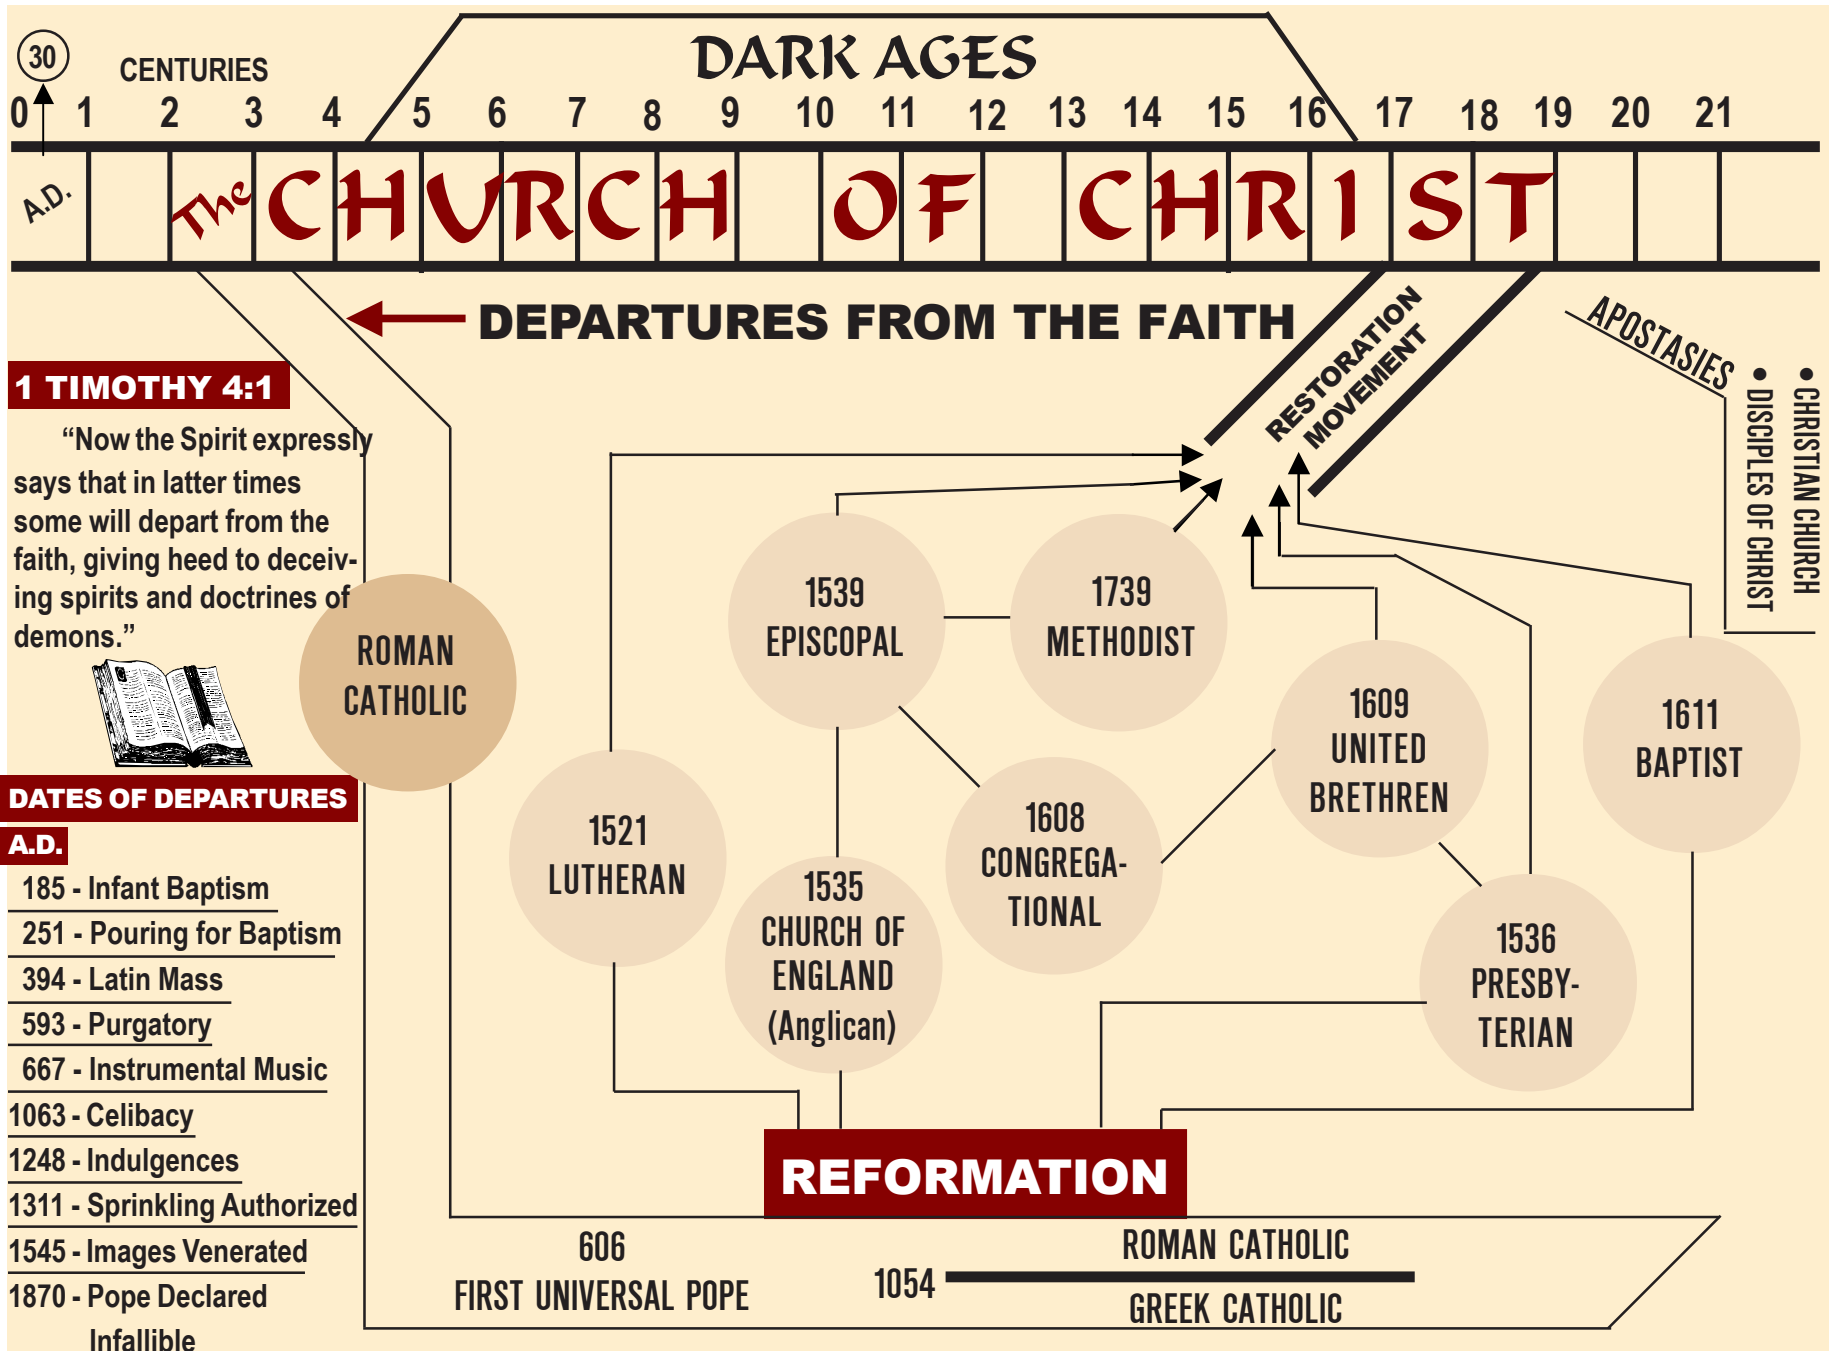 DARK AGES
30
CENTURIES
0 1 2 3 4 5 6 7 8 9 10 11 12 13 14 15 16 17 18 19 20 21
A.D.
The CHURCH OF CHRIST
DEPARTURES FROM THE FAITH
RESTORATION
MOVEMENT
APOSTASIES
• CHRISTIAN CHURCH
• DISCIPLES OF CHRIST
1 TIMOTHY 4:1
“Now the Spirit expressly
says that in latter times
some will depart from the
faith, giving heed to deceiv-
ing spirits and doctrines of
demons.”
ROMAN
CATHOLIC
1539
EPISCOPAL
1739
METHODIST
1609
UNITED
BRETHREN
1611
BAPTIST
1521
LUTHERAN
1535
CHURCH OF
ENGLAND
(Anglican)
1608
CONGREGA-
TIONAL
1536
PRESBY-
TERIAN
DATES OF DEPARTURES
A.D.
185 - Infant Baptism
251 - Pouring for Baptism
394 - Latin Mass
593 - Purgatory
667 - Instrumental Music
1063 - Celibacy
1248 - Indulgences
1311 - Sprinkling Authorized
1545 - Images Venerated
1870 - Pope Declared
Infallible
REFORMATION
606
FIRST UNIVERSAL POPE
1054
ROMAN CATHOLIC
GREEK CATHOLIC